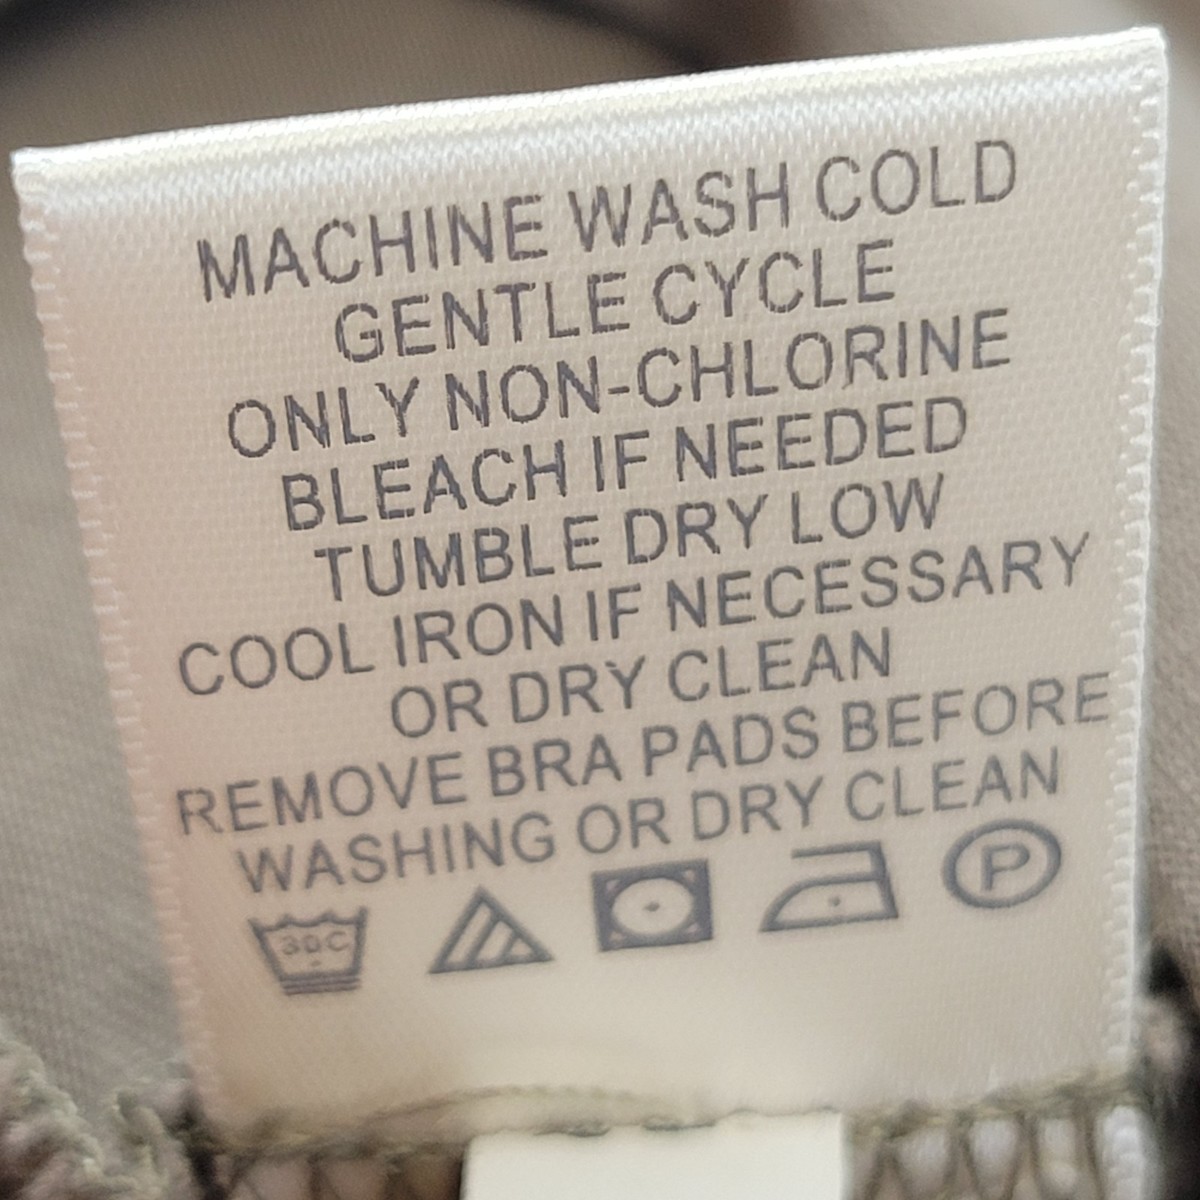 MACHINE WASH COLD
GENTLE CYCLE
ONLY NON-CHLORINE
BLEACH IF NEEDED
TUMBLE DRY LOW
COOL IRON IF NECESSARY
OR DRY CLEAN
REMOVE BRA PADS BEFORE
WASHING OR DRY CLEAN
30C P